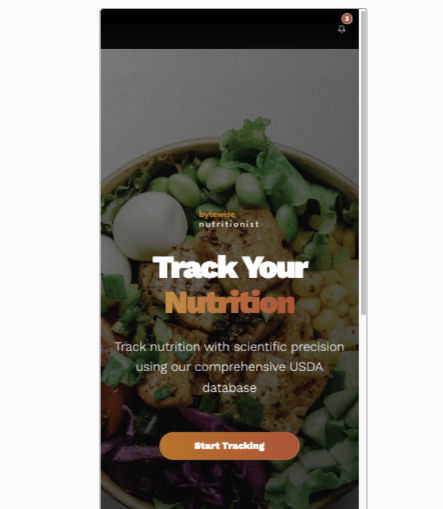 3
bytewise
nutritionist
Track Your
Nutrition
Track nutrition with scientific precision
using our comprehensive USDA
database
Start Tracking